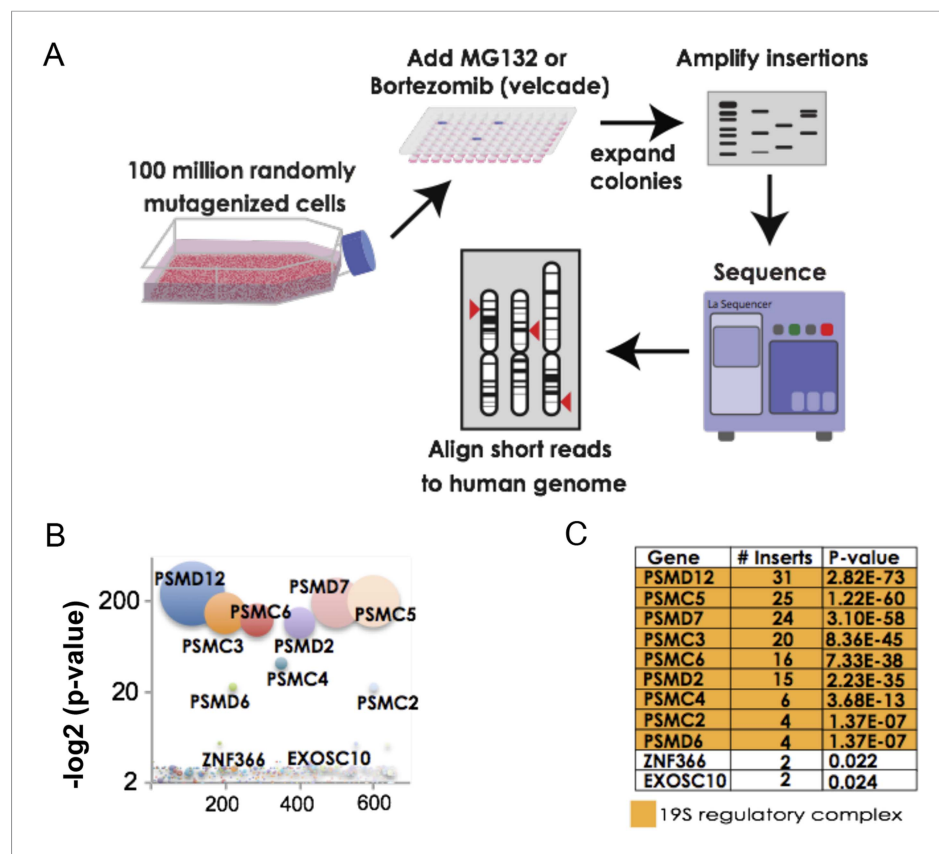 A
Add MG132 or
Bortezomib (velcade)
Amplify insertions
100 million randomly
mutagenized cells
expand
colonies
Sequence
La Sequencer
Align short reads
to human genome
B
-log2 (p-value)
200
20
2
200
400
600
PSMD12
PSMD7
PSMC6
PSMC5
PSMC3
PSMD2
PSMC4
PSMD6
PSMC2
ZNF366
EXOSC10
C
Gene # Inserts P-value
PSMD12 31 2.82E-73
PSMC5 25 1.22E-60
PSMD7 24 3.10E-58
PSMC3 20 8.36E-45
PSMC6 16 7.33E-38
PSMD2 15 2.23E-35
PSMC4 6 3.68E-13
PSMC2 4 1.37E-07
PSMD6 4 1.37E-07
ZNF366 2 0.022
EXOSC10 2 0.024
19S regulatory complex